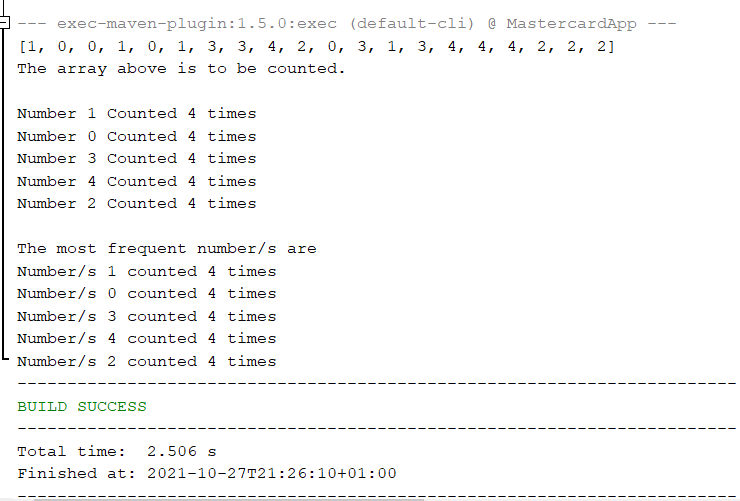 --- exec-maven-plugin:1.5.0:exec (default-cli) @ MastercardApp ---
[1, 0, 0, 1, 0, 1, 3, 3, 4, 2, 0, 3, 1, 3, 4, 4, 4, 2, 2, 2]
The array above is to be counted.

Number 1 Counted 4 times
Number 0 Counted 4 times
Number 3 Counted 4 times
Number 4 Counted 4 times
Number 2 Counted 4 times

The most frequent number/s are
Number/s 1 counted 4 times
Number/s 0 counted 4 times
Number/s 3 counted 4 times
Number/s 4 counted 4 times
Number/s 2 counted 4 times
------------------------------------------------------------------------
BUILD SUCCESS
------------------------------------------------------------------------
Total time:  2.506 s
Finished at: 2021-10-27T21:26:10+01:00
------------------------------------------------------------------------